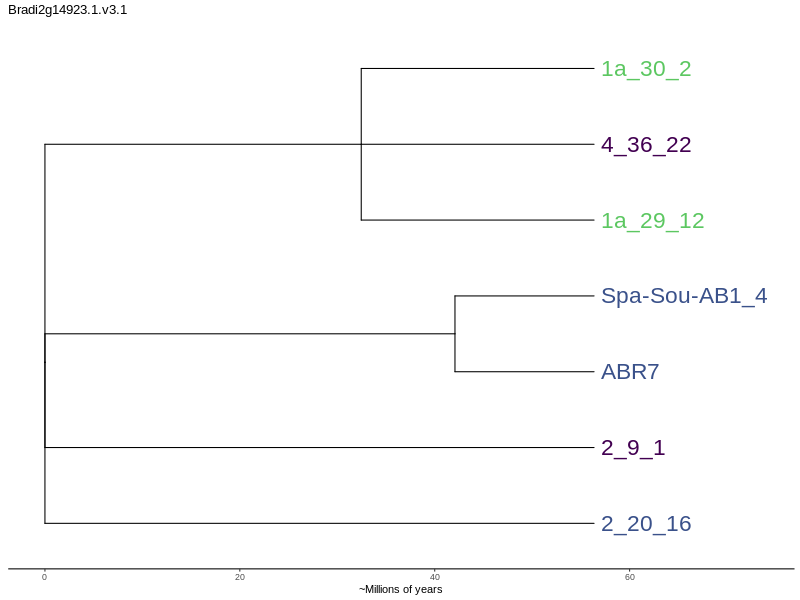 Bradi2g14923.1.v3.1
1a_30_2
4_36_22
1a_29_12
Spa-Sou-AB1_4
ABR7
2_9_1
2_20_16
0 20 40 60
~Millions of years